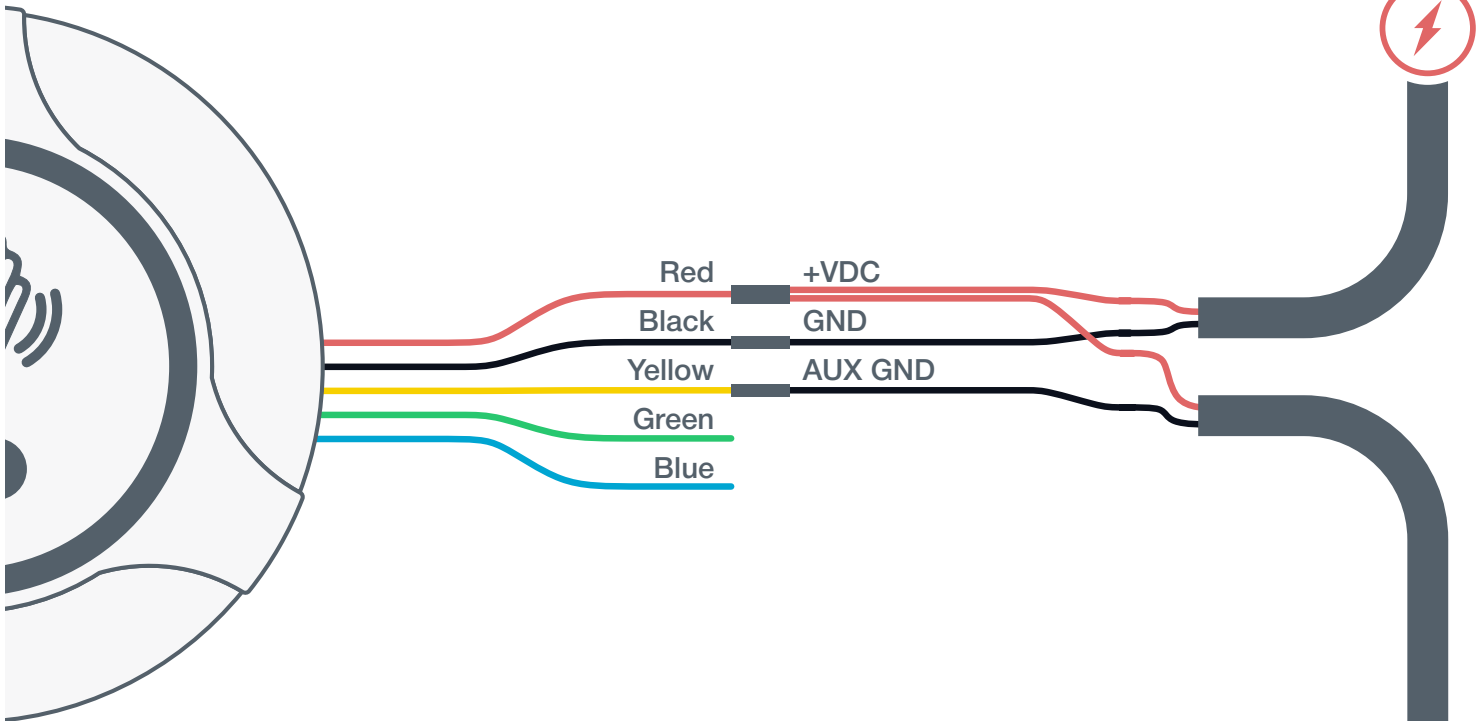 Red +VDC
Black GND
Yellow AUX GND
Green
Blue